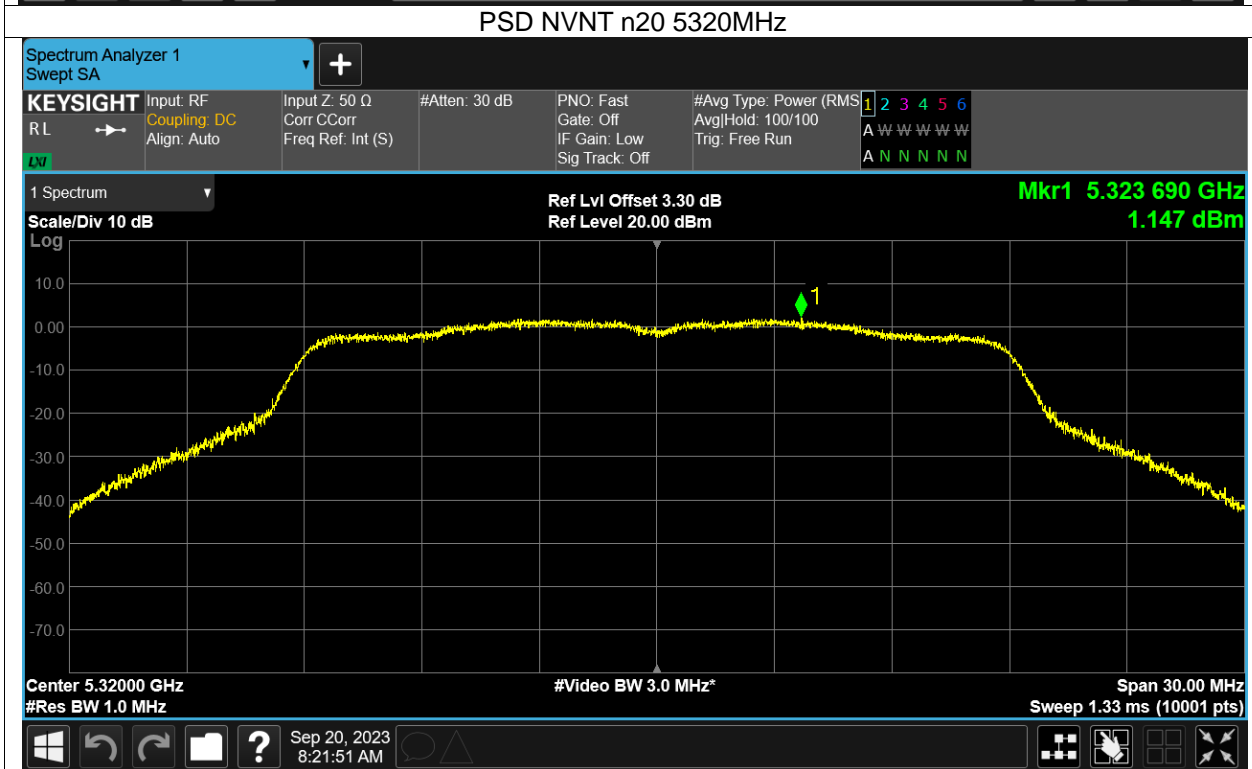 PSD NVNT n20 5320MHz
Spectrum Analyzer 1
Swept SA
KEYSIGHT
R L
LXI
Input: RF
Coupling: DC
Align: Auto
Input Z: 50 Ω
Corr CCorr
Freq Ref: Int (S)
#Atten: 30 dB
PNO: Fast
Gate: Off
IF Gain: Low
Sig Track: Off
#Avg Type: Power (RMS
Avg|Hold: 100/100
Trig: Free Run
1 2 3 4 5 6
A W W W W W
A N N N N N
1 Spectrum
Scale/Div 10 dB
Log
Ref Lvl Offset 3.30 dB
Ref Level 20.00 dBm
Mkr1 5.323 690 GHz
1.147 dBm
1
10.0
0.00
-10.0
-20.0
-30.0
-40.0
-50.0
-60.0
-70.0
Center 5.32000 GHz
#Res BW 1.0 MHz
#Video BW 3.0 MHz*
Span 30.00 MHz
Sweep 1.33 ms (10001 pts)
?
Sep 20, 2023
8:21:51 AM